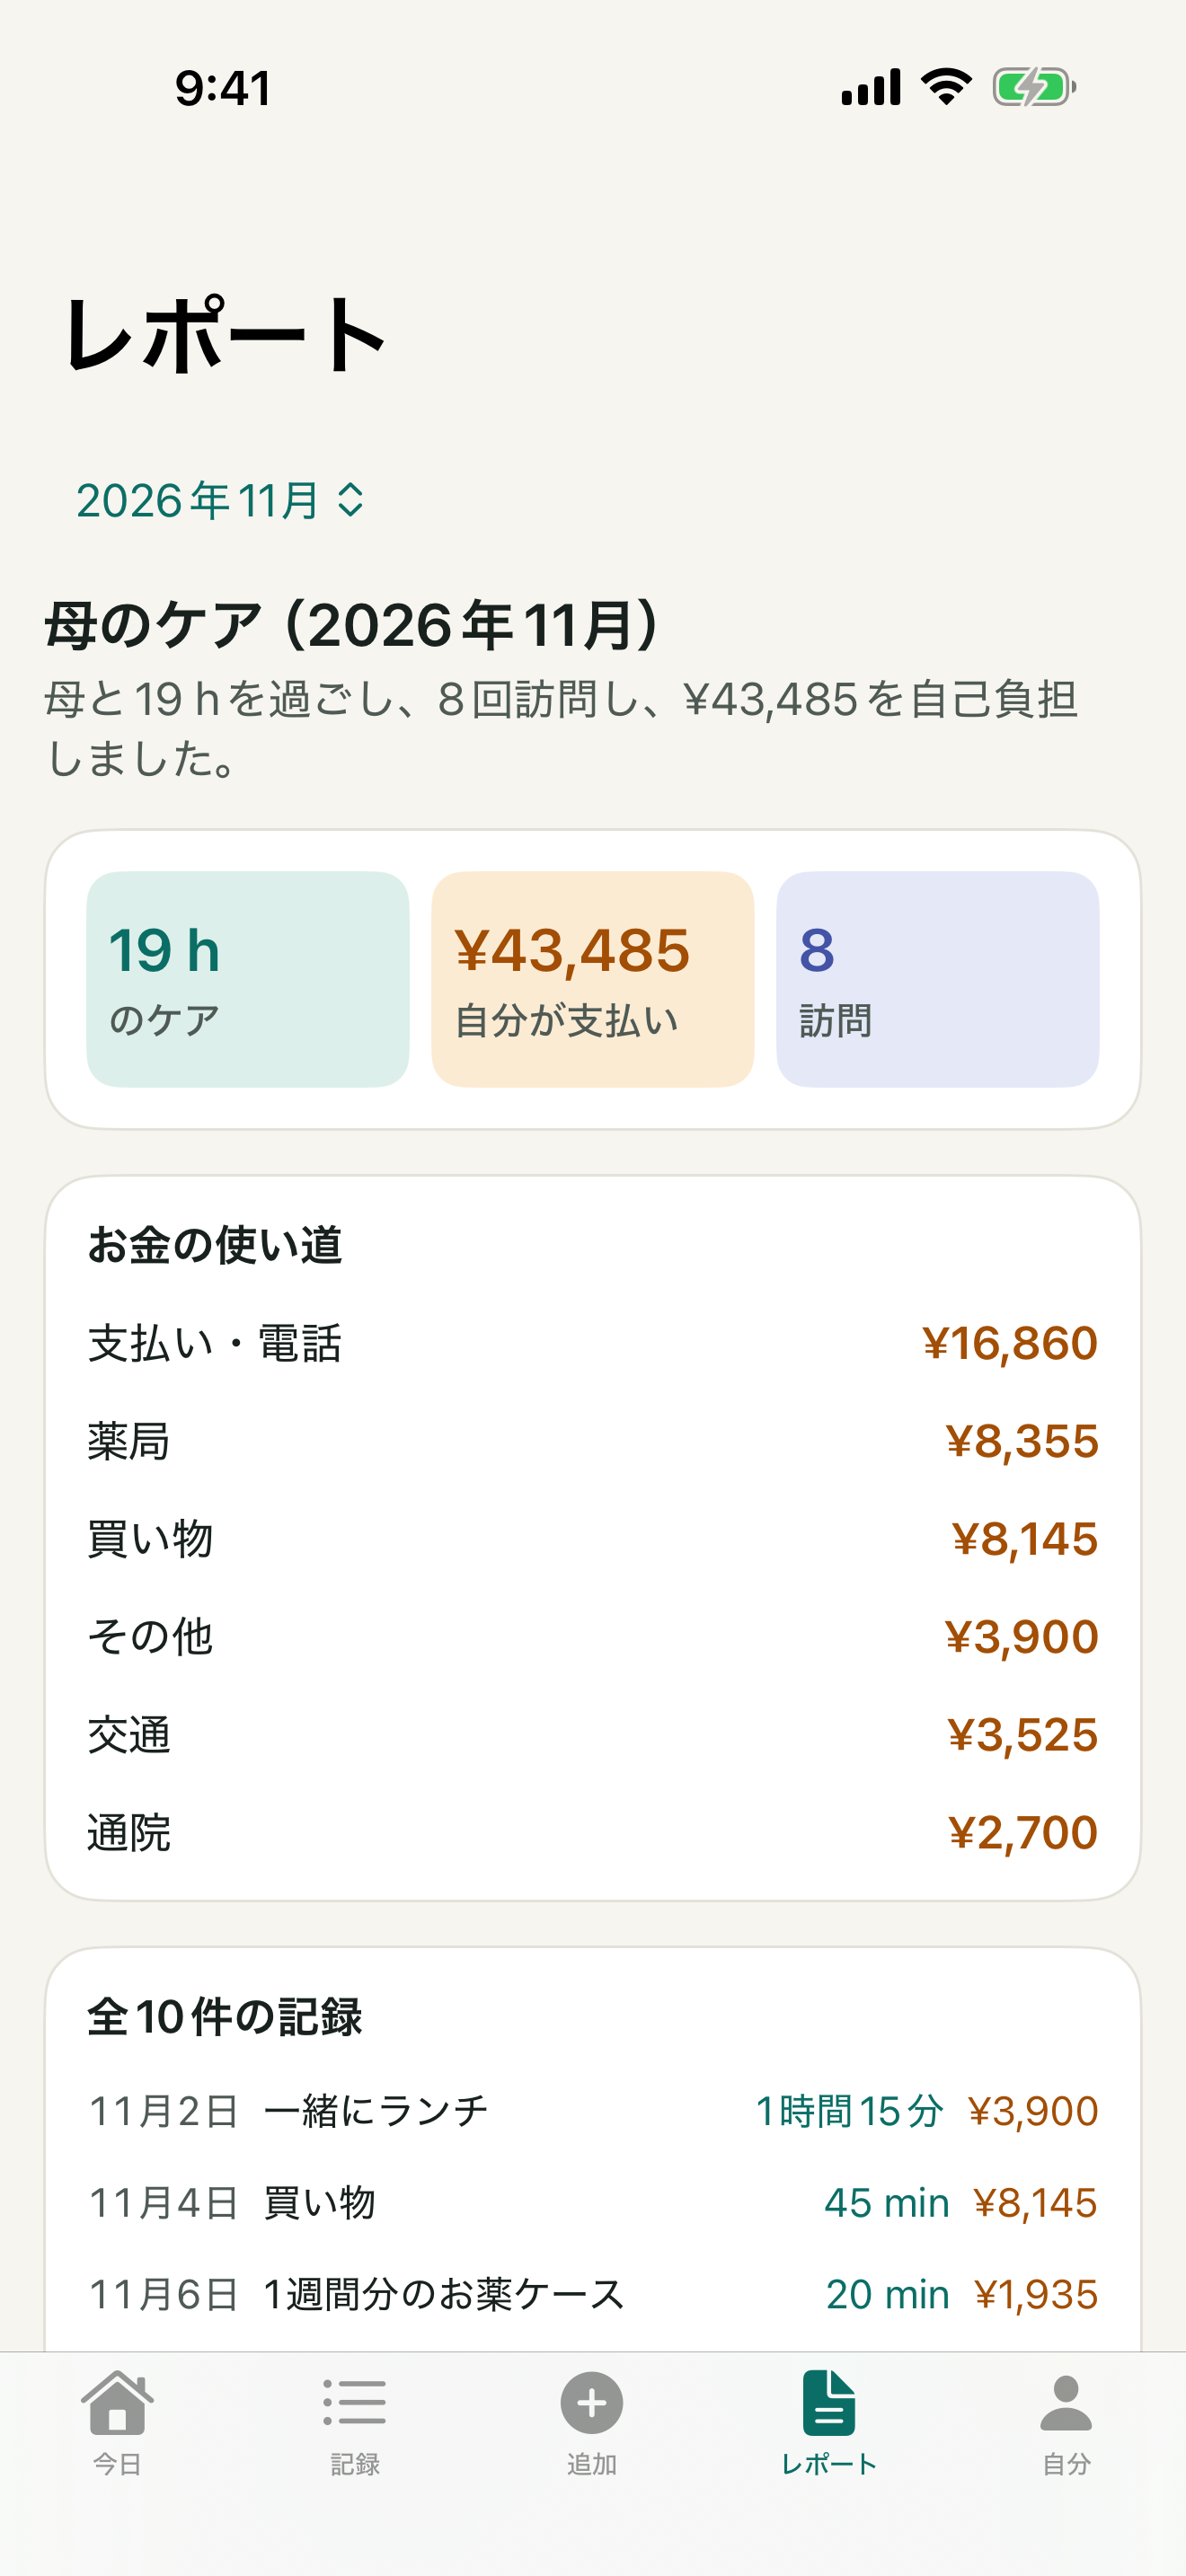 9:41
レポート
2026年11月
母のケア（2026年11月）
母と19 hを過ごし、8回訪問し、¥43,485を自己負担
しました。
19 h
のケア
¥43,485
自分が支払い
8
訪問
お金の使い道
支払い・電話 ¥16,860
薬局 ¥8,355
買い物 ¥8,145
その他 ¥3,900
交通 ¥3,525
通院 ¥2,700
全10件の記録
11月2日 一緒にランチ 1時間15分 ¥3,900
11月4日 買い物 45 min ¥8,145
11月6日 1週間分のお薬ケース 20 min ¥1,935
今日 記録 追加 レポート 自分